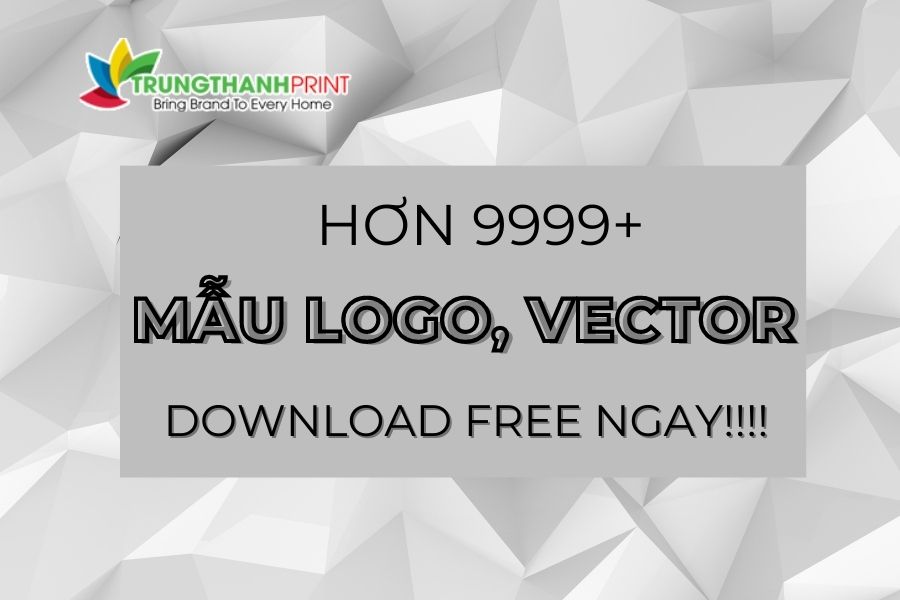 TRUNGTHANHPRINT
Bring Brand To Every Home
HƠN 9999+
MẪU LOGO, VECTOR
DOWNLOAD FREE NGAY!!!!